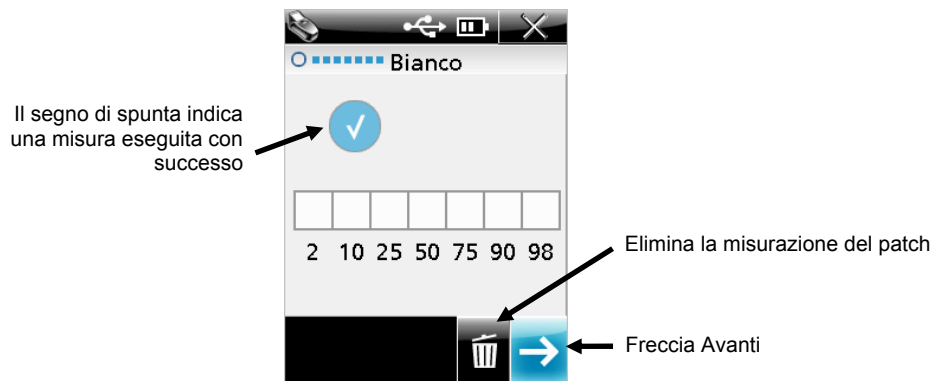 Bianco
Il segno di spunta indica
una misura eseguita con
successo
2 10 25 50 75 90 98
Elimina la misurazione del patch
Freccia Avanti